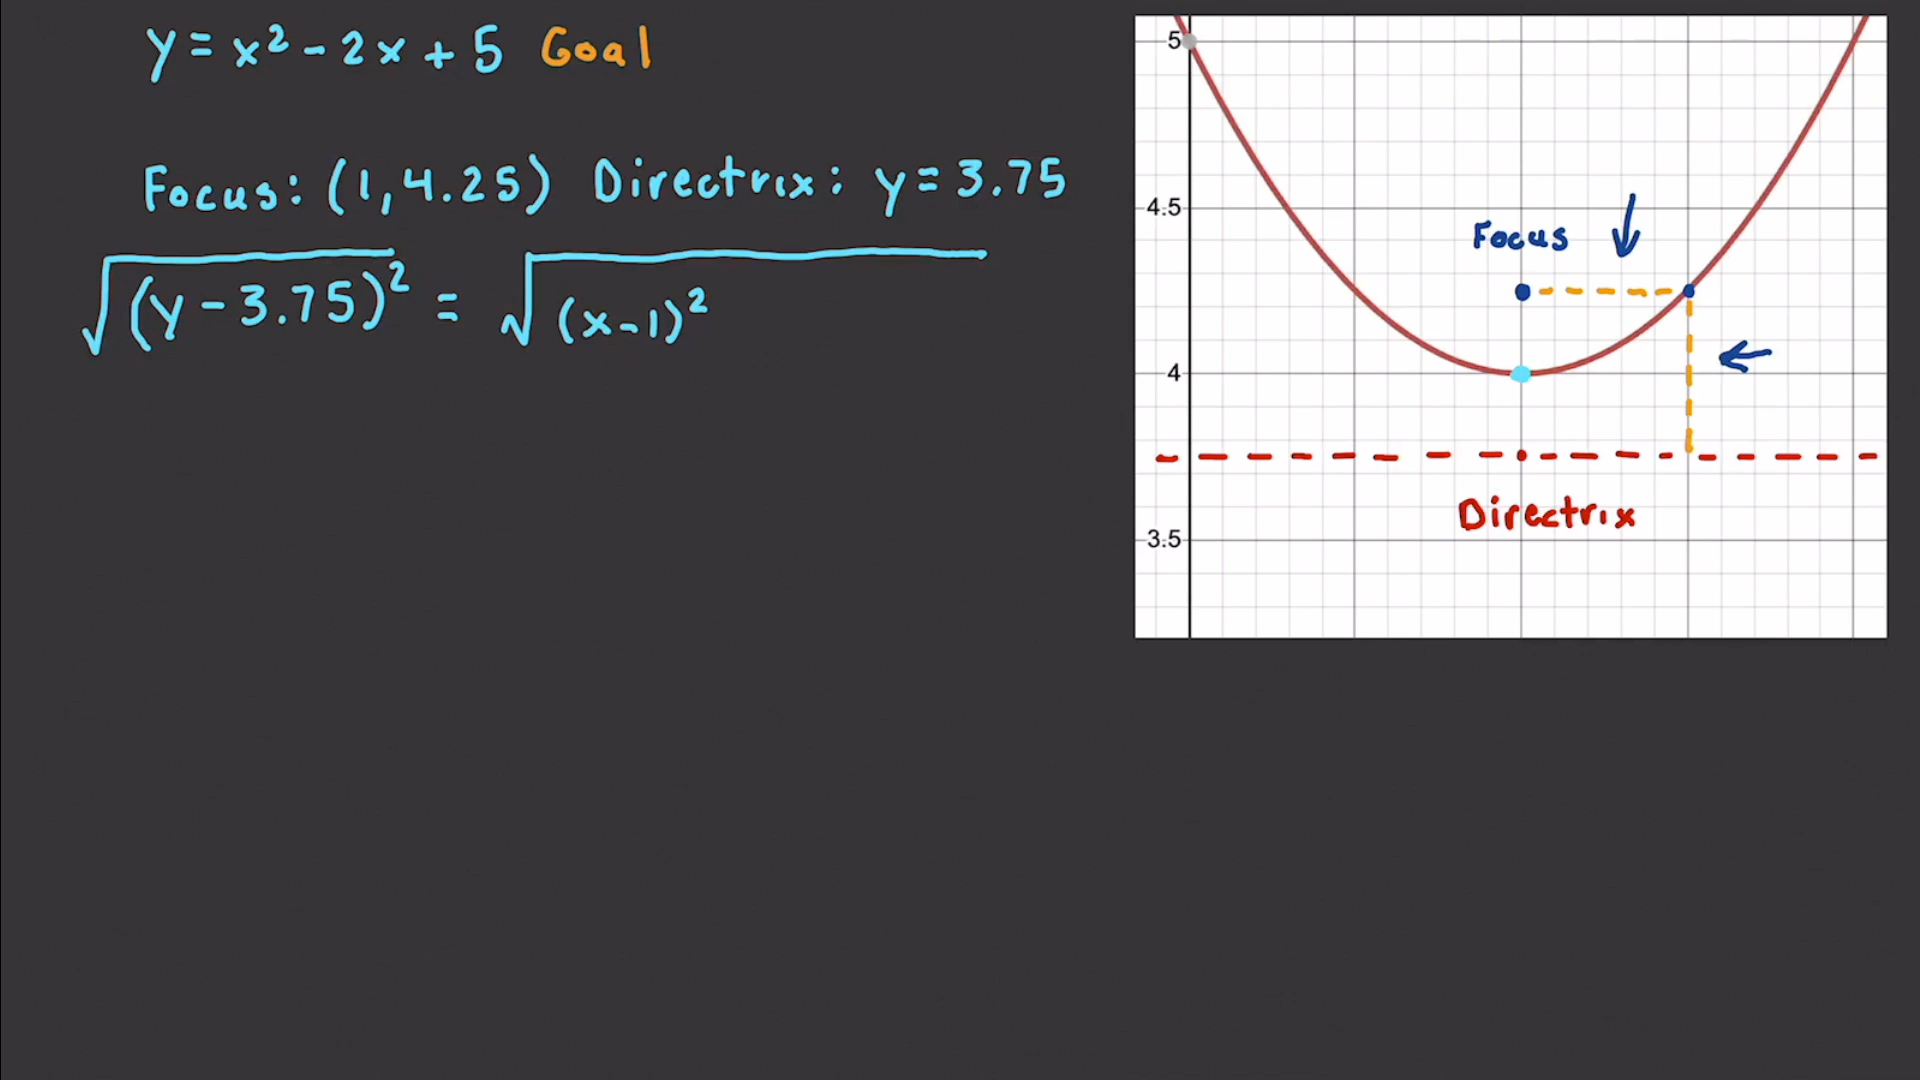 y = x² - 2x + 5 Goal
Focus: (1, 4.25) Directrix: y = 3.75
√(y - 3.75)² = √(x-1)²
5
4.5
Focus
4
Directrix
3.5